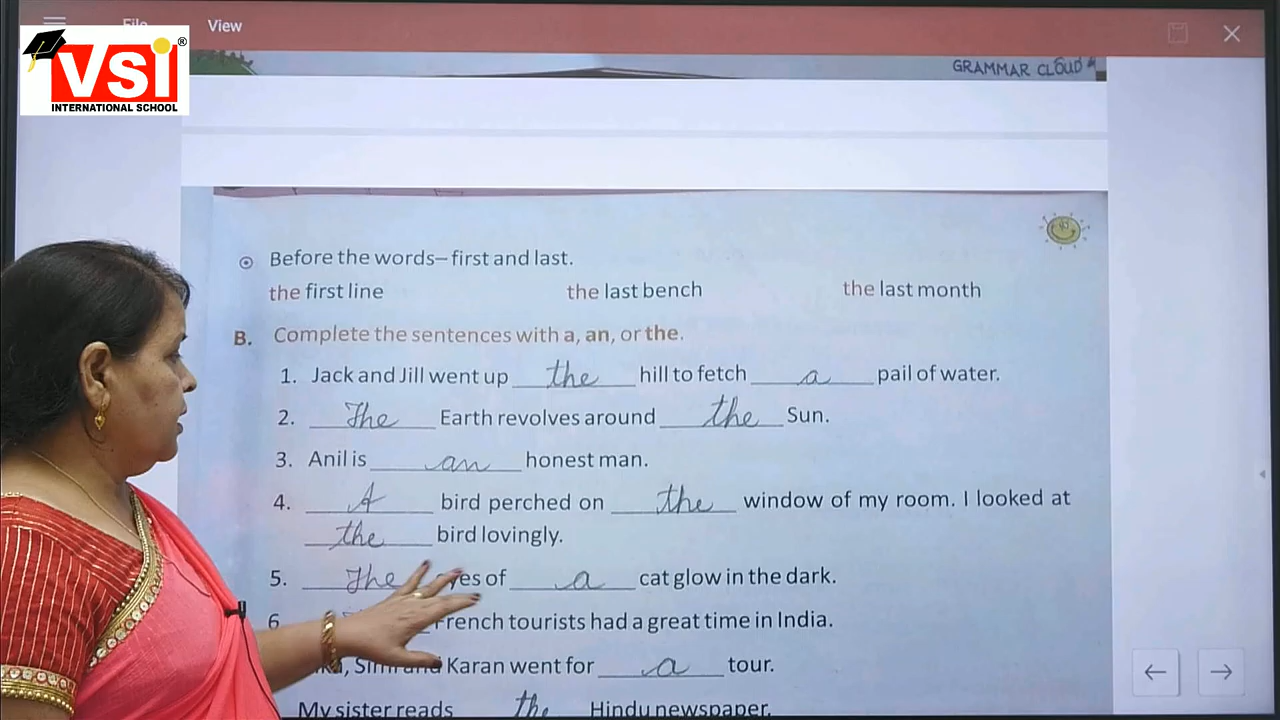 File View
VSI ®
INTERNATIONAL SCHOOL
GRAMMAR CLOUD
Before the words– first and last.
the first line the last bench the last month
B. Complete the sentences with a, an, or the.
1. Jack and Jill went up the hill to fetch a pail of water.
2. The Earth revolves around the Sun.
3. Anil is an honest man.
4. A bird perched on the window of my room. I looked at
the bird lovingly.
5. The of a cat glow in the dark.
6. French tourists had a great time in India.
Karan went for a tour.
My sister reads the Hindu newspaper.